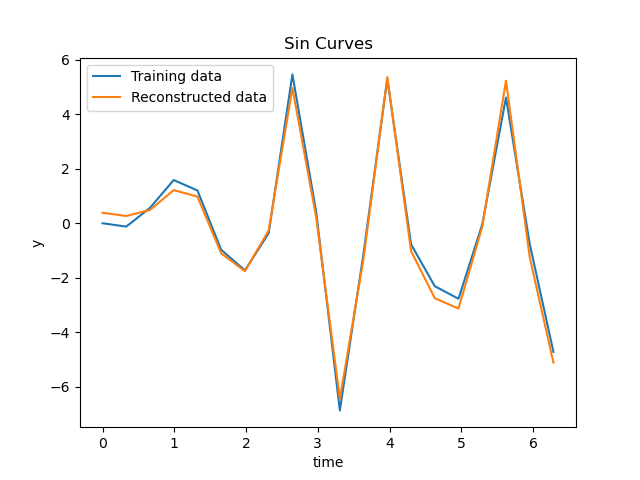 Sin Curves
Training data
Reconstructed data
y
6
4
2
0
−2
−4
−6
0 1 2 3 4 5 6
time